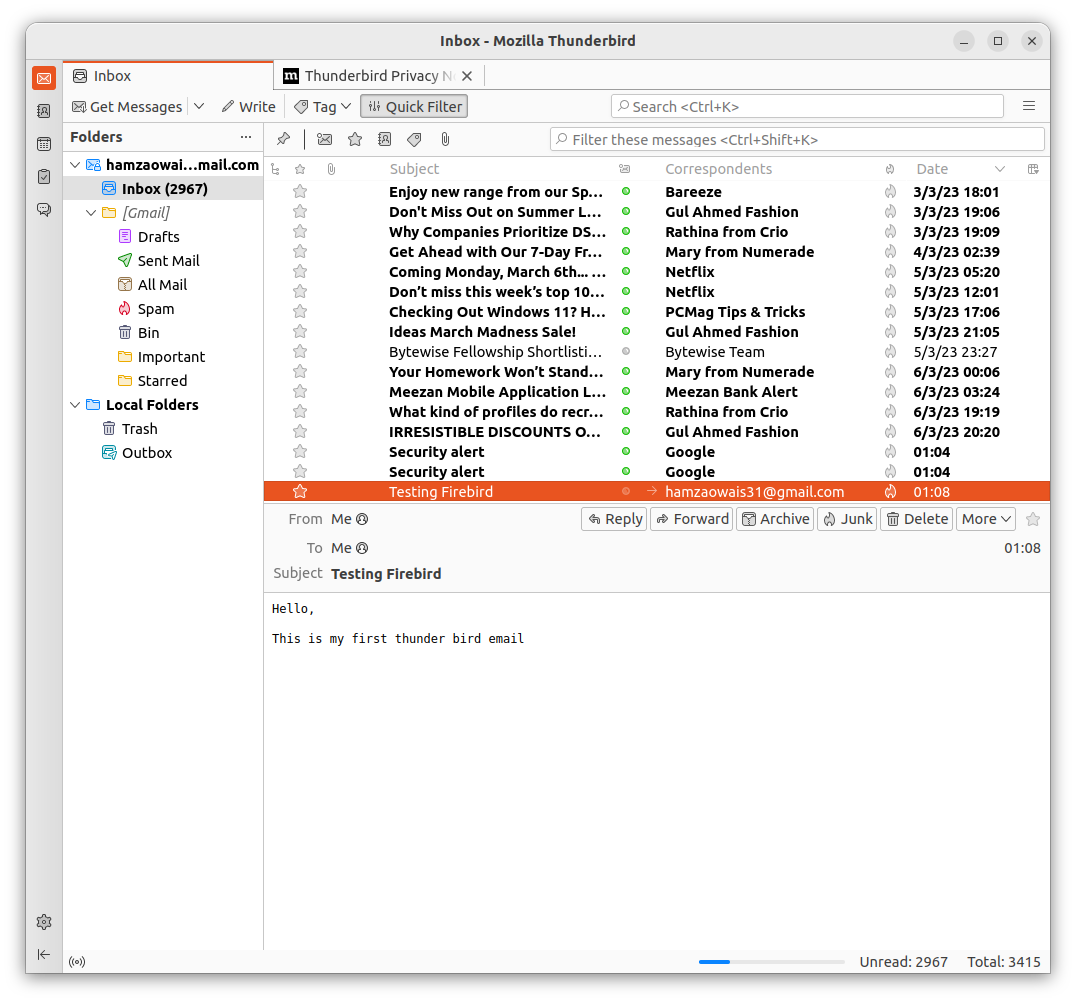 Inbox - Mozilla Thunderbird
Inbox
m Thunderbird Privacy N
Get Messages Write Tag Quick Filter Search <Ctrl+K>
Folders ... Filter these messages <Ctrl+Shift+K>
hamzaowai...mail.com
Inbox (2967)
[Gmail]
Drafts
Sent Mail
All Mail
Spam
Bin
Important
Starred
Local Folders
Trash
Outbox
Subject Correspondents Date
Enjoy new range from our Sp... Bareeze 3/3/23 18:01
Don't Miss Out on Summer L... Gul Ahmed Fashion 3/3/23 19:06
Why Companies Prioritize DS... Rathina from Crio 3/3/23 19:09
Get Ahead with Our 7-Day Fr... Mary from Numerade 4/3/23 02:39
Coming Monday, March 6th... ... Netflix 5/3/23 05:20
Don’t miss this week’s top 10... Netflix 5/3/23 12:01
Checking Out Windows 11? H... PCMag Tips & Tricks 5/3/23 17:06
Ideas March Madness Sale! Gul Ahmed Fashion 5/3/23 21:05
Bytewise Fellowship Shortlisti... Bytewise Team 5/3/23 23:27
Your Homework Won’t Stand... Mary from Numerade 6/3/23 00:06
Meezan Mobile Application L... Meezan Bank Alert 6/3/23 03:24
What kind of profiles do recr... Rathina from Crio 6/3/23 19:19
IRRESISTIBLE DISCOUNTS O... Gul Ahmed Fashion 6/3/23 20:20
Security alert Google 01:04
Security alert Google 01:04
Testing Firebird hamzaowais31@gmail.com 01:08
From Me Reply Forward Archive Junk Delete More
To Me 01:08
Subject Testing Firebird
Hello,
This is my first thunder bird email
Unread: 2967 Total: 3415